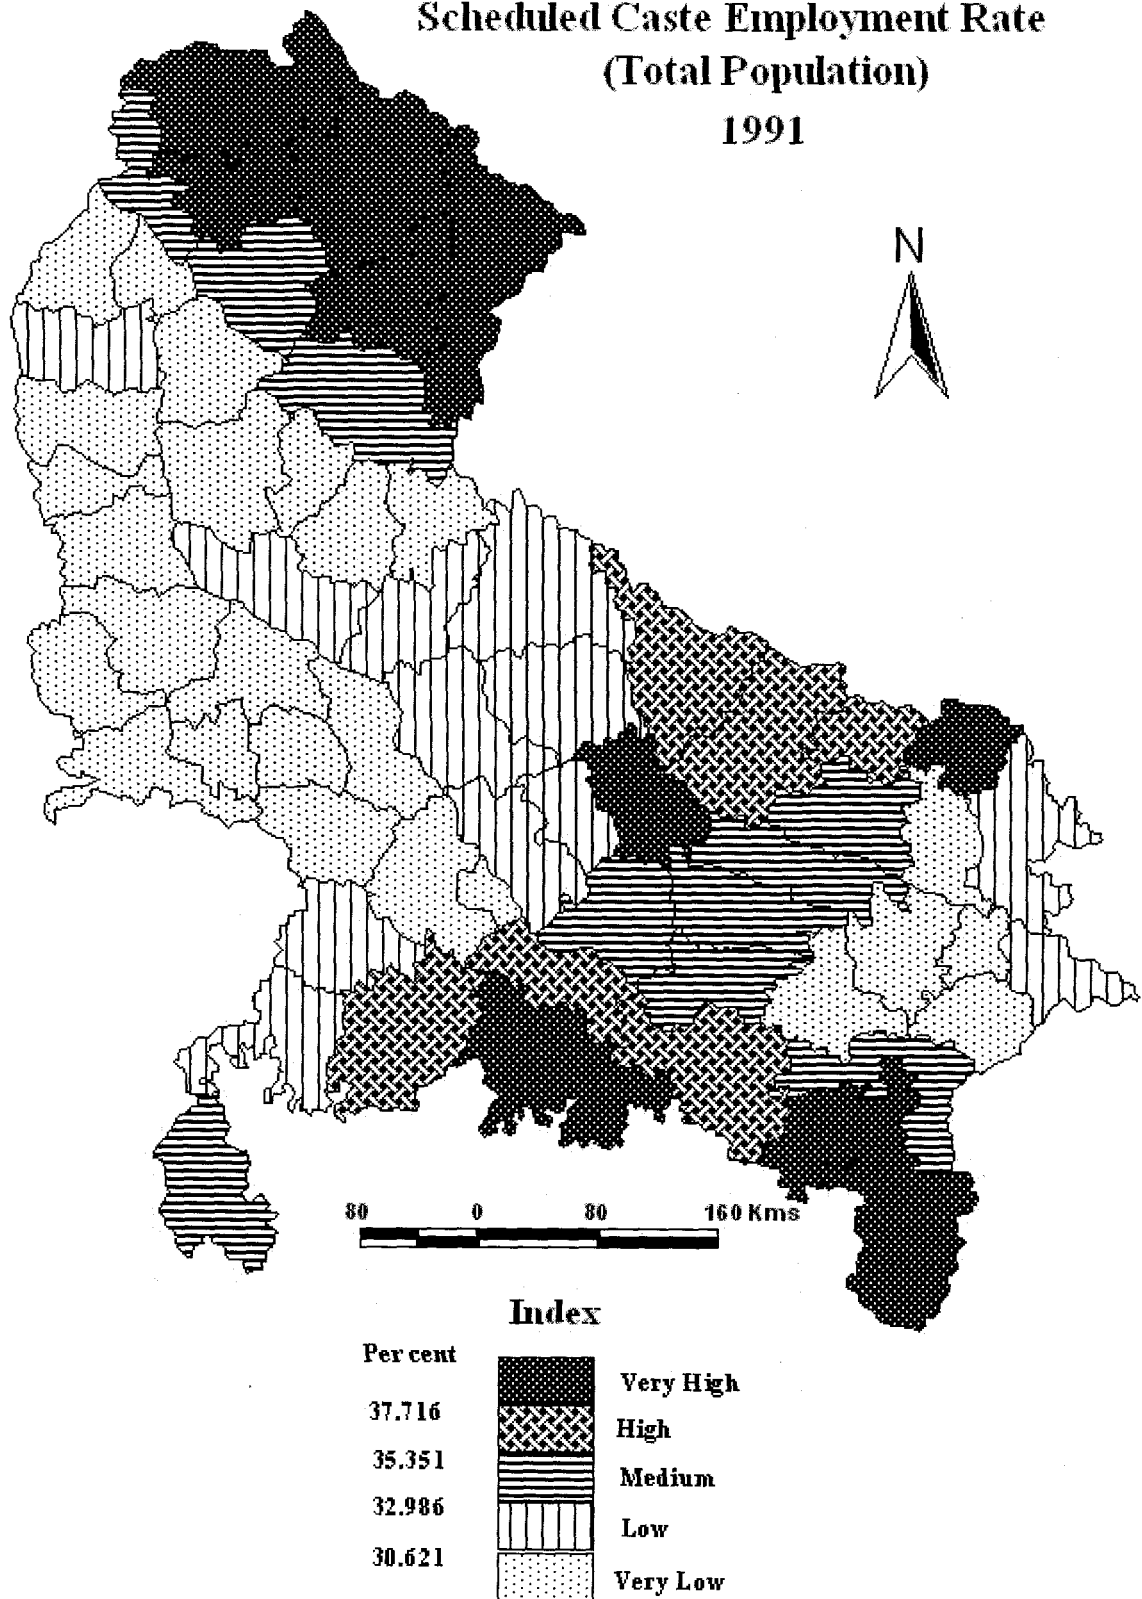 Scheduled Caste Employment Rate
(Total Population)
1991
N
80 0 80 160 Kms
Index
Per cent
Very High
37.716
High
35.351
Medium
32.986
Low
30.621
Very Low